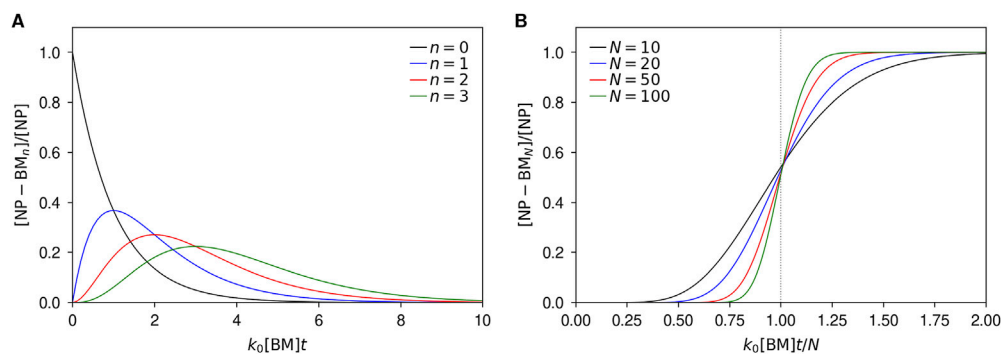 A
[NP − BMₙ]/[NP]
1.0
0.8
0.6
0.4
0.2
0.0
n = 0
n = 1
n = 2
n = 3
0 2 4 6 8 10
k₀[BM]t
B
[NP − BM_N]/[NP]
1.0
0.8
0.6
0.4
0.2
0.0
N = 10
N = 20
N = 50
N = 100
0.00 0.25 0.50 0.75 1.00 1.25 1.50 1.75 2.00
k₀[BM]t/N